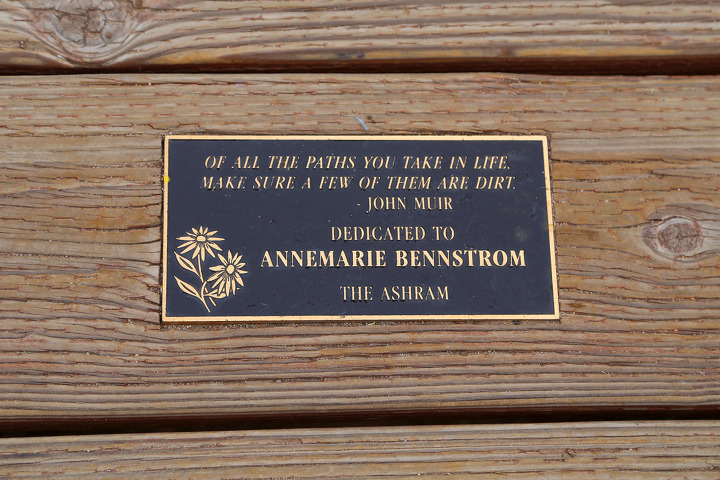 OF ALL THE PATHS YOU TAKE IN LIFE,
MAKE SURE A FEW OF THEM ARE DIRT.
- JOHN MUIR
DEDICATED TO
ANNEMARIE BENNSTROM
THE ASHRAM